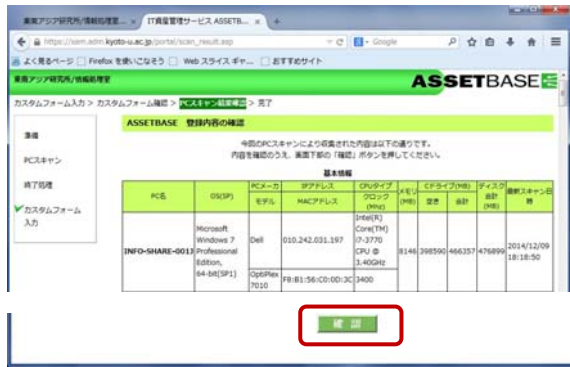 東南アジア研究所/情報処理室... × IT資産管理サービス ASSETB... × +
https://sam.adm.kyoto-u.ac.jp/portal/scan_result.asp
Google
よく見るページ Firefox を使いこなそう Web スライス ギャ... おすすめサイト
東南アジア研究所/情報処理室
ASSETBASE
カスタムフォーム入力 > カスタムフォーム確認 > PCスキャン結果確認 > 完了
準備
PCスキャン
終了処理
カスタムフォーム入力
ASSETBASE 登録内容の確認
今回のPCスキャンにより収集された内容は以下の通りです。
内容を確認のうえ、画面下部の「確認」ボタンを押してください。
基本情報
PC名 OS(SP) PCメーカ IPアドレス CPUタイプ メモリ(MB) Cドライブ(MB) ディスク合計(MB) 最新スキャン日時
モデル MACアドレス クロック(MHz) 空き 合計
INFO-SHARE-0013 Microsoft Windows 7 Professional Edition, 64-bit(SP1) Dell 010.242.031.197 Intel(R) Core(TM) i7-3770 CPU @ 3.40GHz 8146 398590 466357 476899 2014/12/09 18:18:50
OptiPlex 7010 F8:B1:56:C0:0D:3C 3400
確認